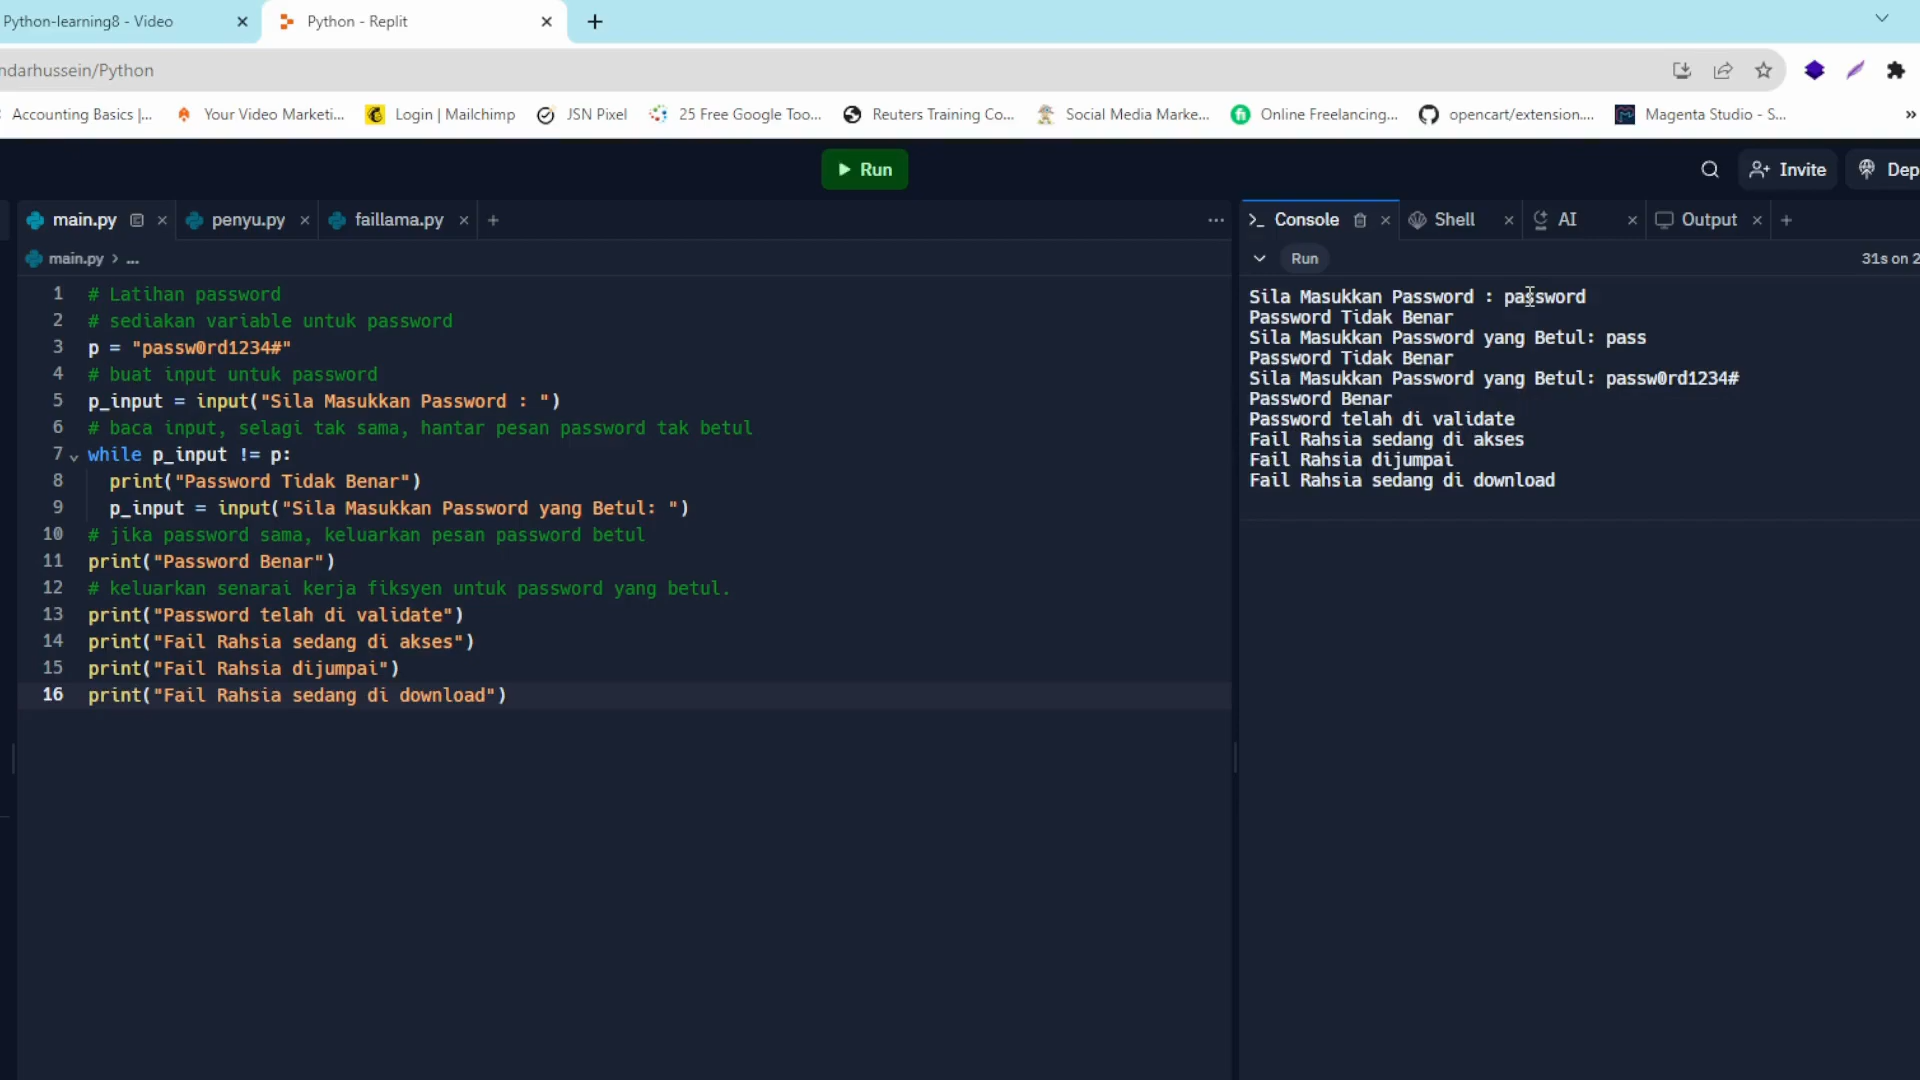 Python-learning8 - Video
Python - Replit
ndarhussein/Python
Accounting Basics |...
Your Video Marketi...
Login | Mailchimp
JSN Pixel
25 Free Google Too...
Reuters Training Co...
Social Media Marke...
Online Freelancing...
opencart/extension....
Magenta Studio - S...
»
Run
Invite
Dep
main.py
penyu.py
faillama.py
Console
Shell
AI
Output
main.py › ...
1 # Latihan password
2 # sediakan variable untuk password
3 p = "passw0rd1234#"
4 # buat input untuk password
5 p_input = input("Sila Masukkan Password : ")
6 # baca input, selagi tak sama, hantar pesan password tak betul
7 while p_input != p:
8 print("Password Tidak Benar")
9 p_input = input("Sila Masukkan Password yang Betul: ")
10 # jika password sama, keluarkan pesan password betul
11 print("Password Benar")
12 # keluarkan senarai kerja fiksyen untuk password yang betul.
13 print("Password telah di validate")
14 print("Fail Rahsia sedang di akses")
15 print("Fail Rahsia dijumpai")
16 print("Fail Rahsia sedang di download")
Run
31s on 2
Sila Masukkan Password : password
Password Tidak Benar
Sila Masukkan Password yang Betul: pass
Password Tidak Benar
Sila Masukkan Password yang Betul: passw0rd1234#
Password Benar
Password telah di validate
Fail Rahsia sedang di akses
Fail Rahsia dijumpai
Fail Rahsia sedang di download